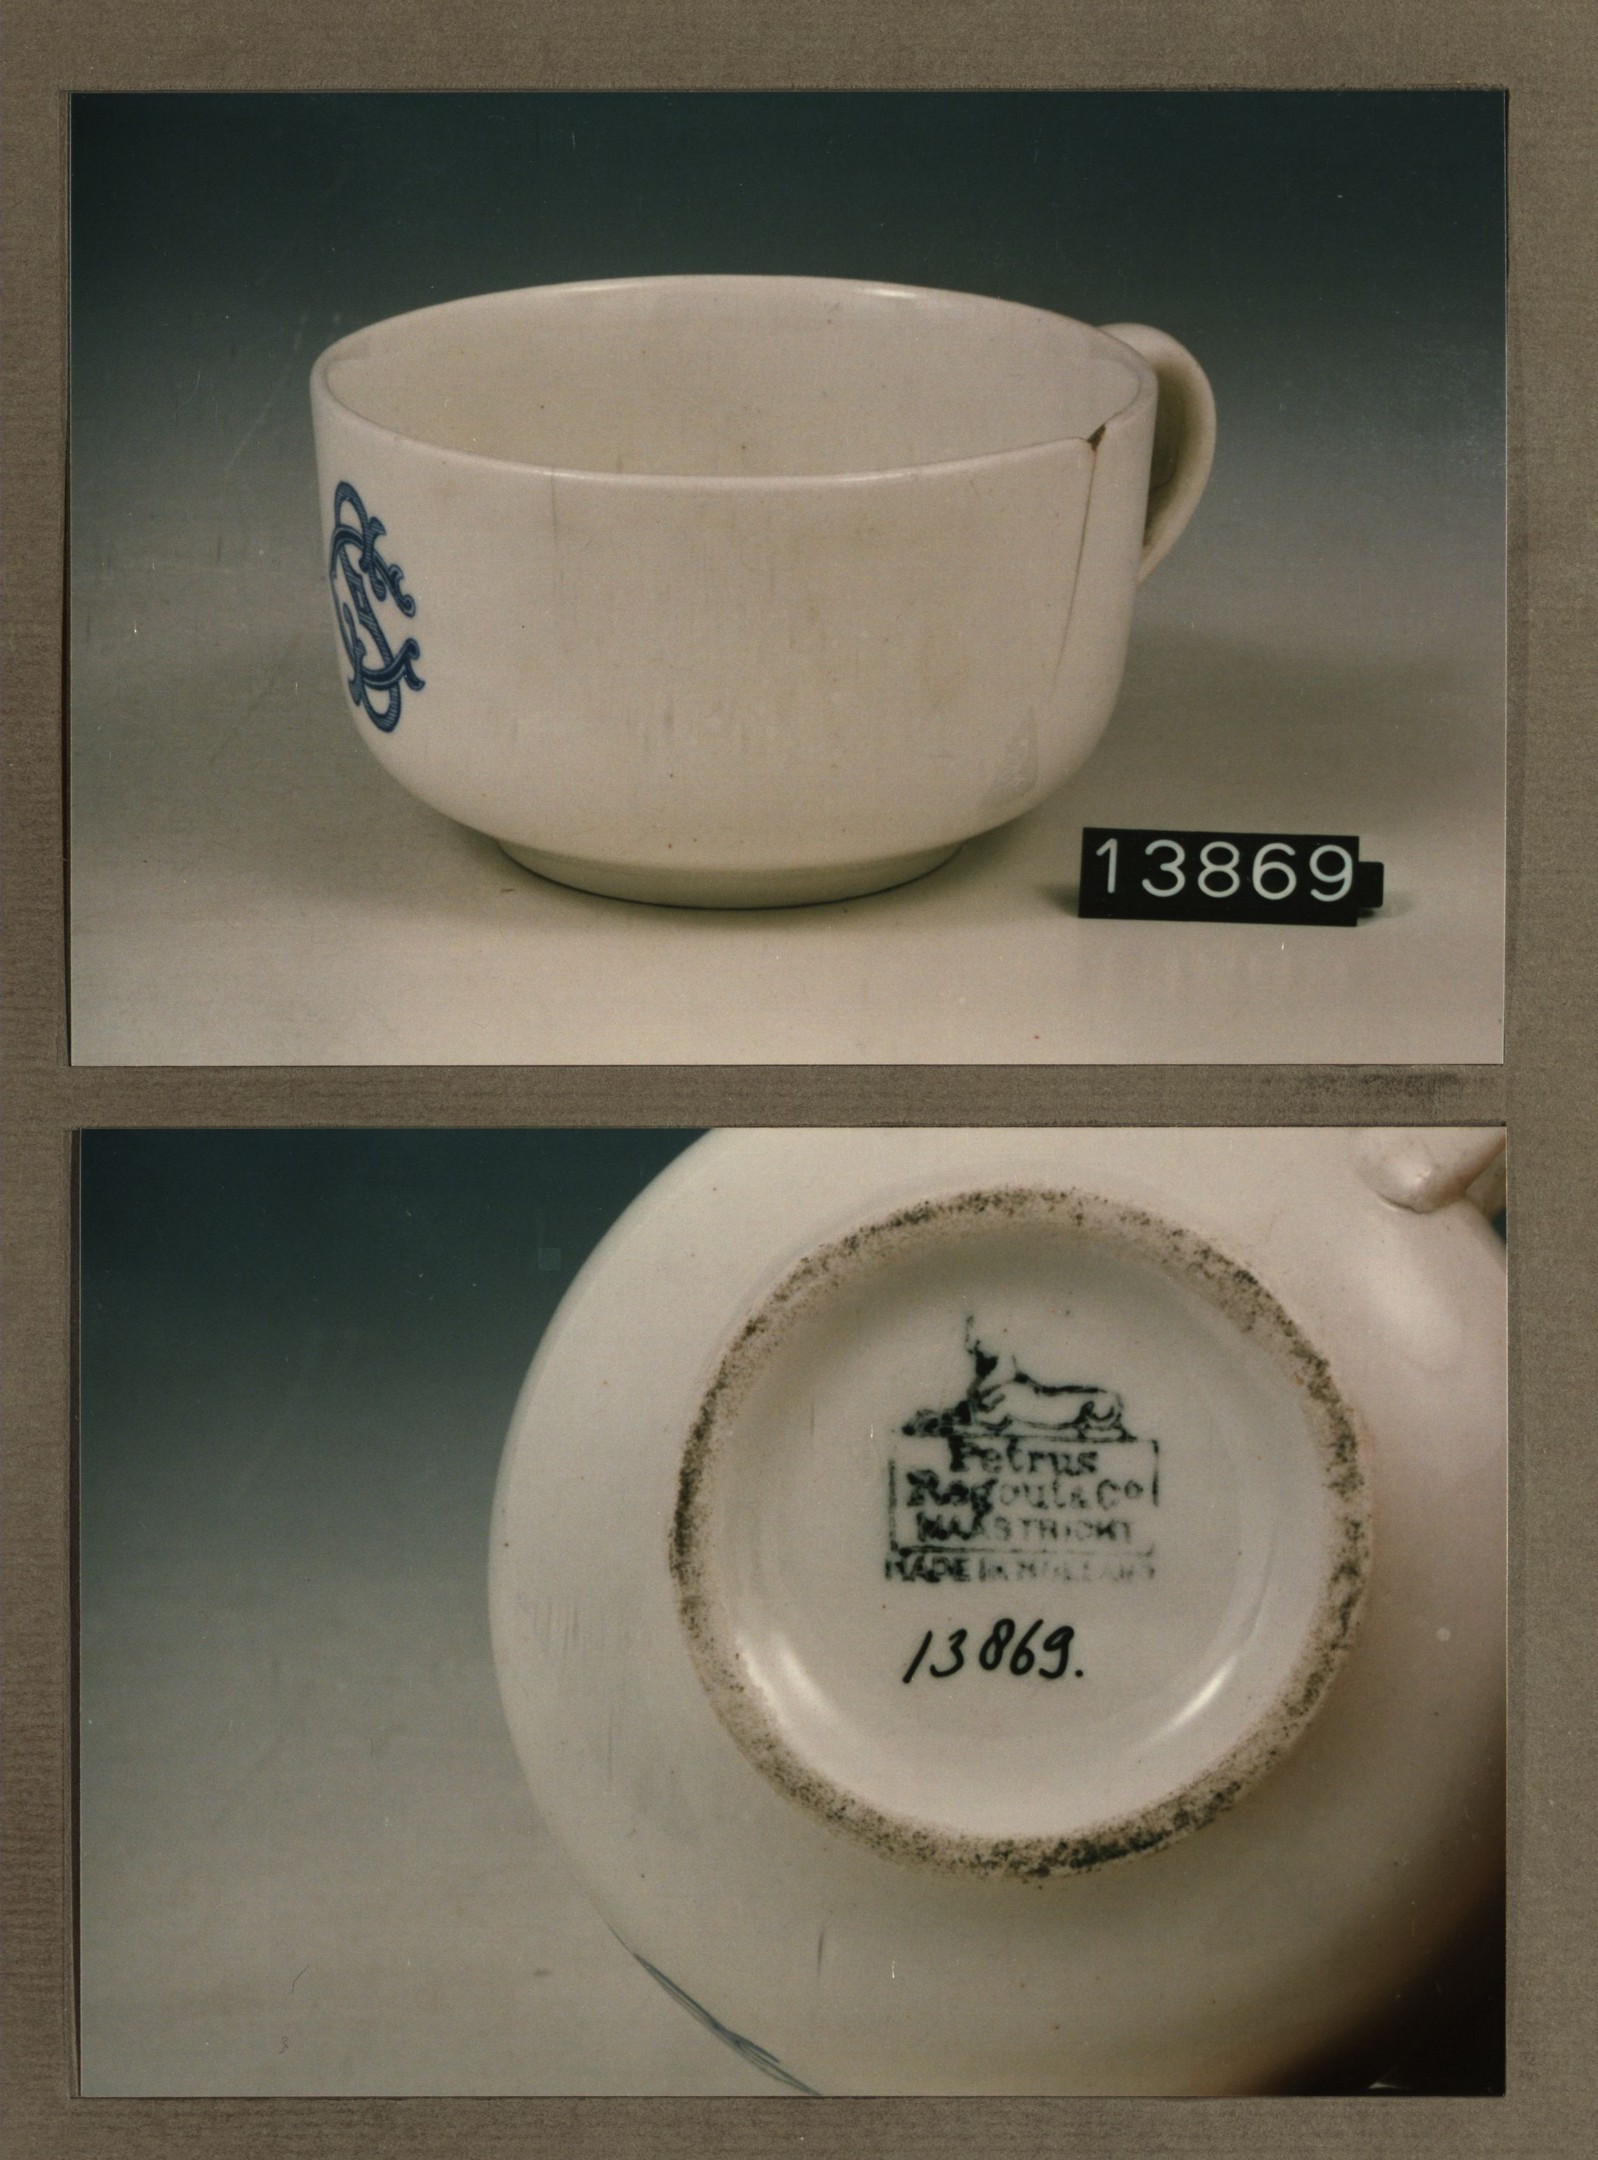 13869
Petrus
Regout & Co
MAASTRICHT
MADE IN HOLLAND
13869.